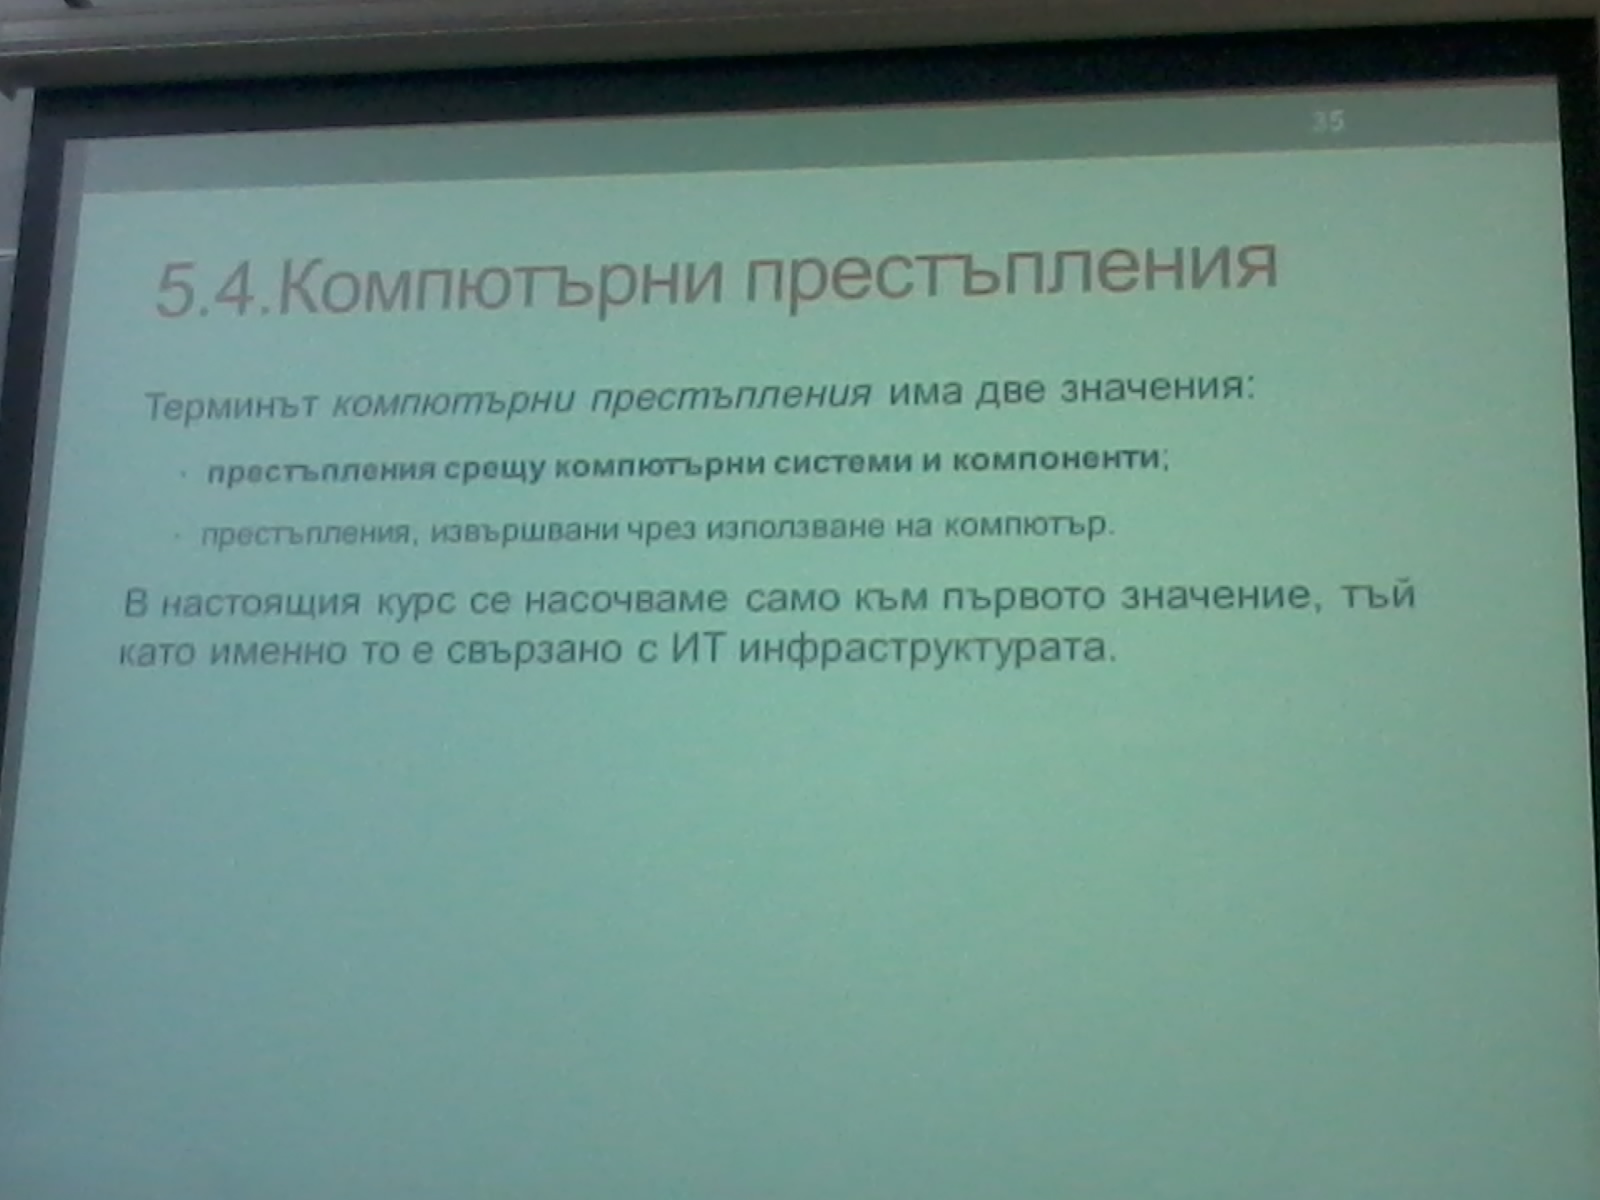 35
5.4.Компютърни престъпления
Терминът компютърни престъпления има две значения:
· престъпления срещу компютърни системи и компоненти;
· престъпления, извършвани чрез използване на компютър.
В настоящия курс се насочваме само към първото значение, тъй
като именно то е свързано с ИТ инфраструктурата.